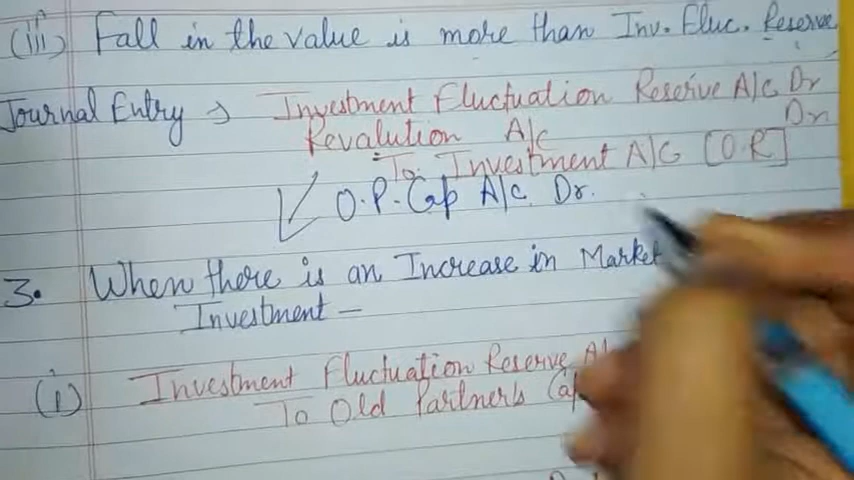 (iii) Fall in the value is more than Inv. Fluc. Reserve
Journal Entry → Investment Fluctuation Reserve A/c Dr
Revalution A/c Dr
To Investment A/c [O.R]
O.P. Cap A/c Dr.
3. When there is an Increase in Market
Investment —
(i) Investment Fluctuation Reserve A/
To Old Partner's Cap